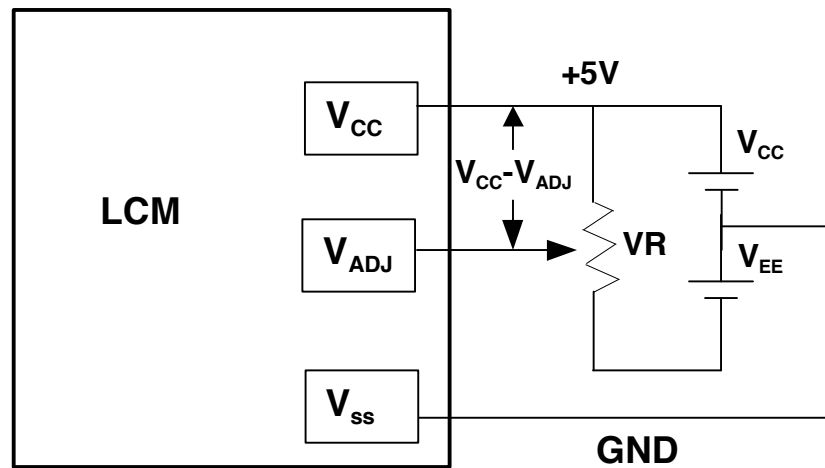 +5V
V_CC
V_CC
V_CC-V_ADJ
LCM
V_ADJ
VR
V_EE
V_ss
GND